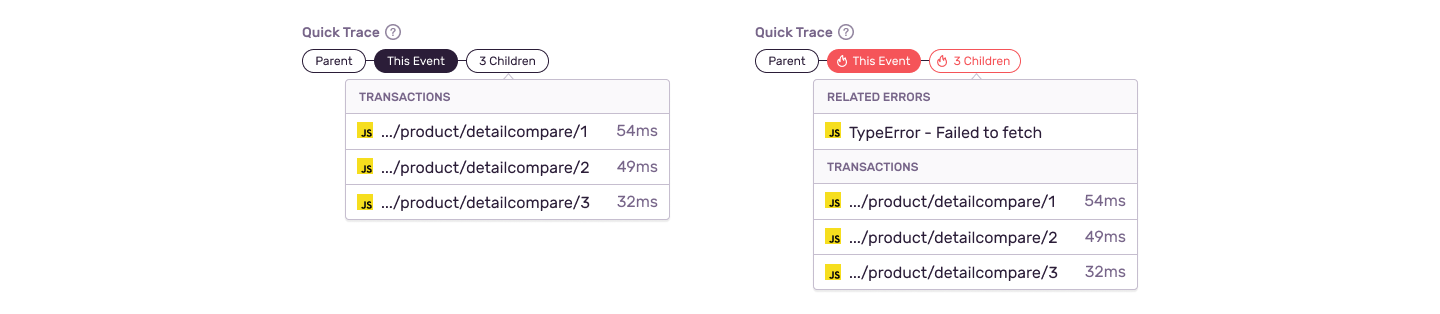 Quick Trace ?
Parent This Event 3 Children
TRANSACTIONS
JS .../product/detailcompare/1 54ms
JS .../product/detailcompare/2 49ms
JS .../product/detailcompare/3 32ms
Quick Trace ?
Parent This Event 3 Children
RELATED ERRORS
JS TypeError - Failed to fetch
TRANSACTIONS
JS .../product/detailcompare/1 54ms
JS .../product/detailcompare/2 49ms
JS .../product/detailcompare/3 32ms